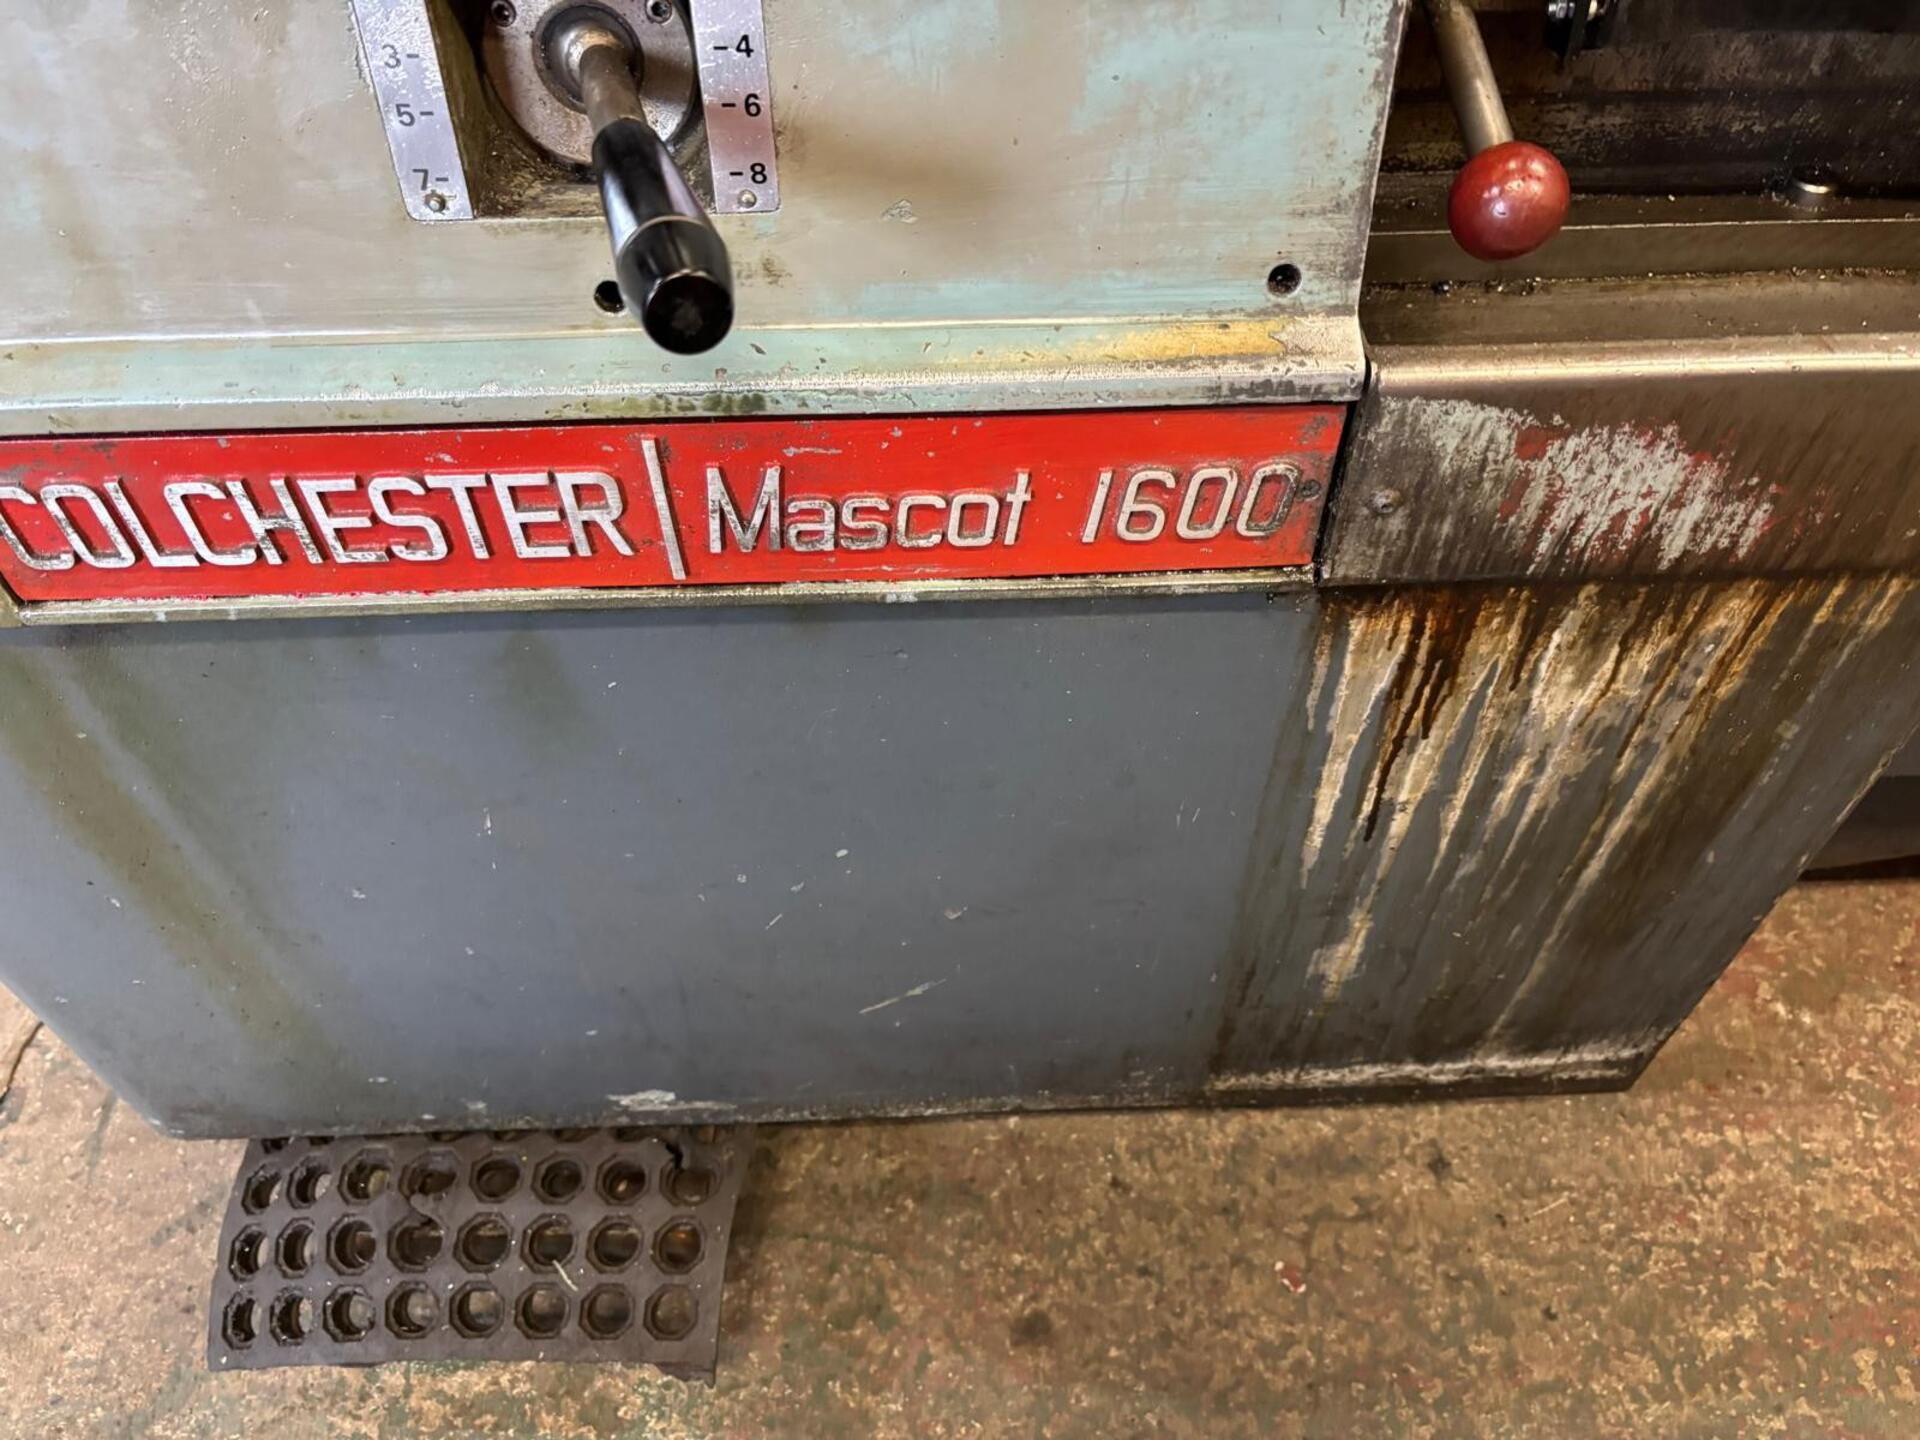 3- -4
5- -6
7- -8
COLCHESTER | Mascot 1600